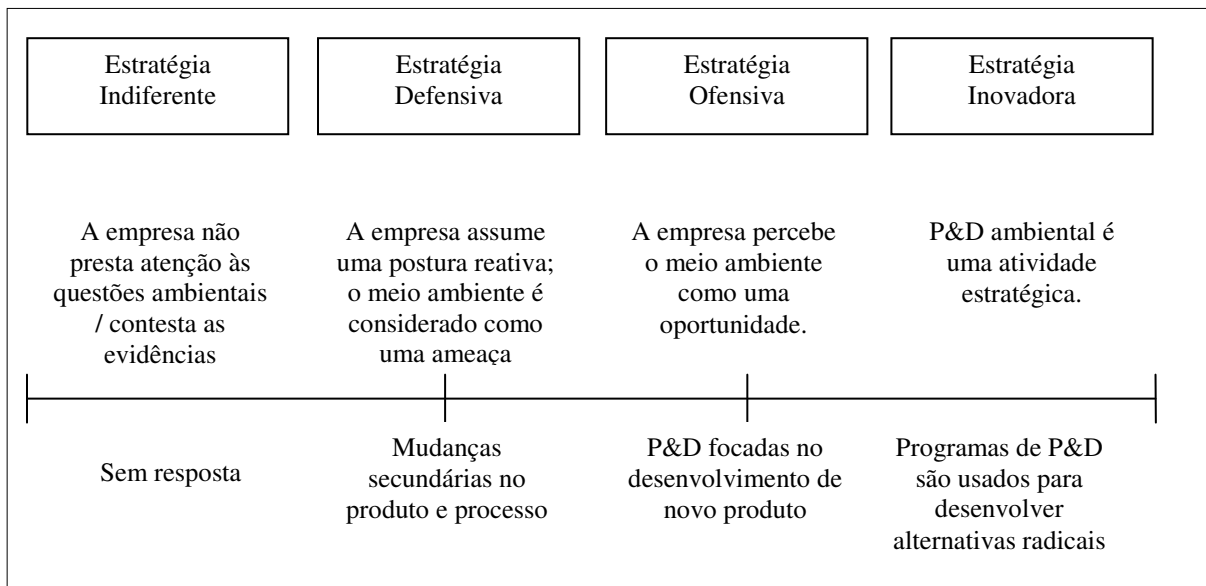 Estratégia
Indiferente
Estratégia
Defensiva
Estratégia
Ofensiva
Estratégia
Inovadora
A empresa não
presta atenção às
questões ambientais
/ contesta as
evidências
A empresa assume
uma postura reativa;
o meio ambiente é
considerado como
uma ameaça
A empresa percebe
o meio ambiente
como uma
oportunidade.
P&D ambiental é
uma atividade
estratégica.
Sem resposta
Mudanças
secundárias no
produto e processo
P&D focadas no
desenvolvimento de
novo produto
Programas de P&D
são usados para
desenvolver
alternativas radicais